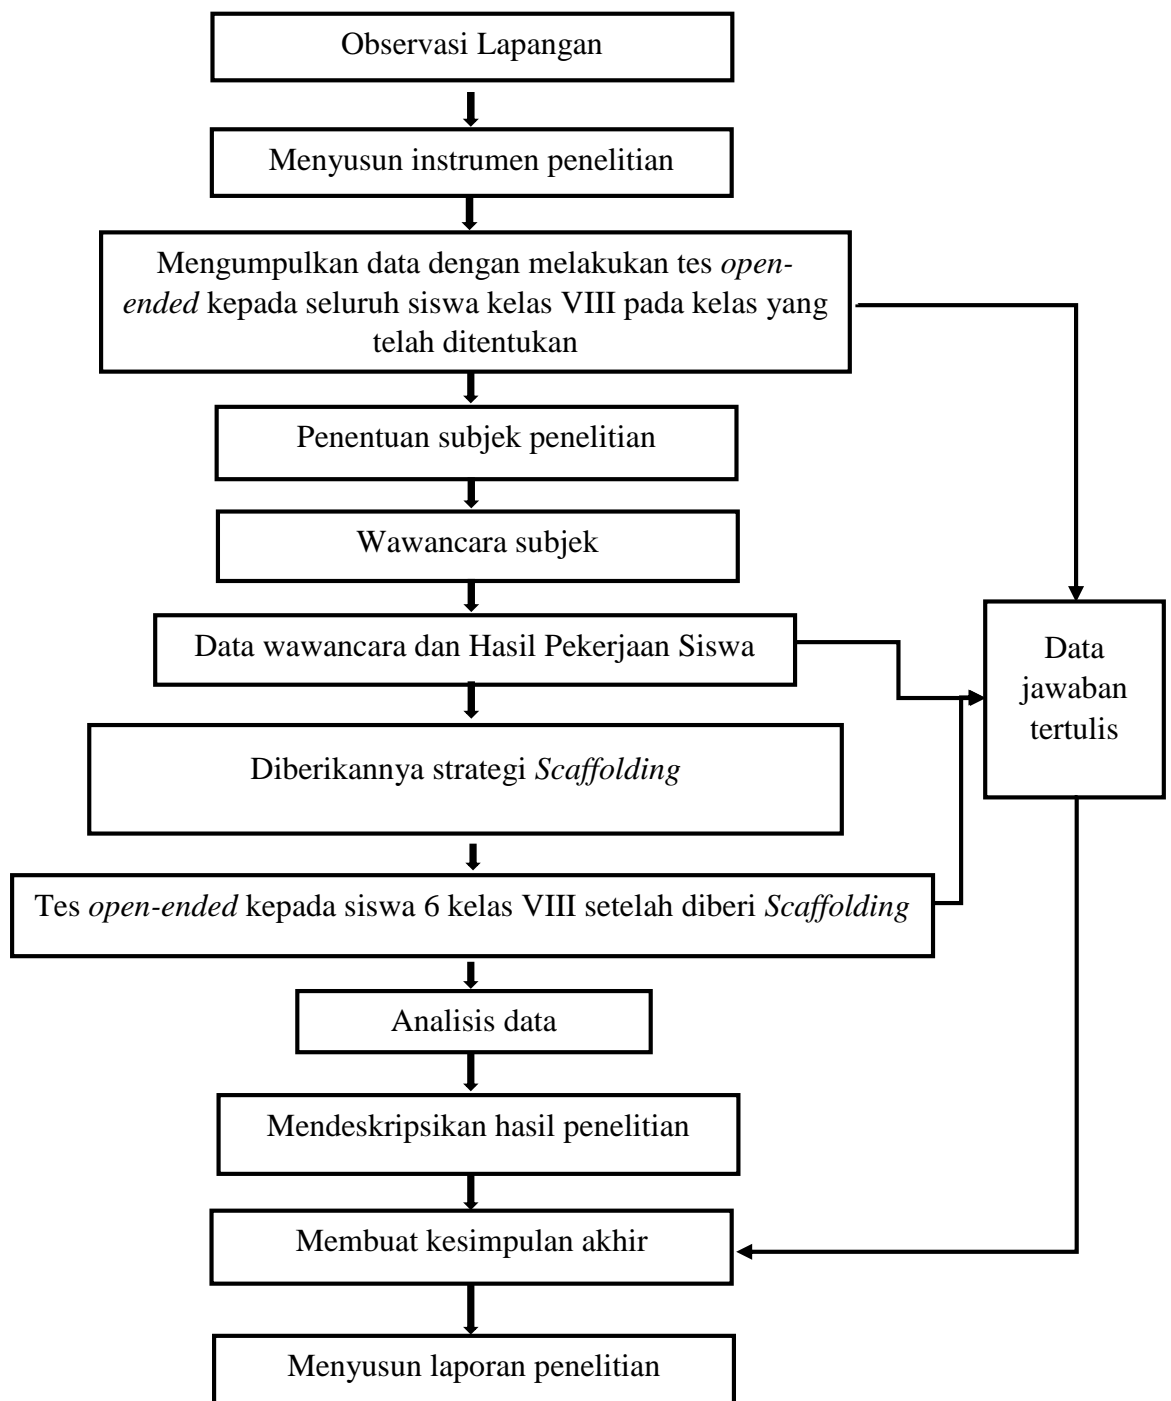 Observasi Lapangan
Menyusun instrumen penelitian
Mengumpulkan data dengan melakukan tes open-
ended kepada seluruh siswa kelas VIII pada kelas yang
telah ditentukan
Penentuan subjek penelitian
Wawancara subjek
Data wawancara dan Hasil Pekerjaan Siswa
Data
jawaban
tertulis
Diberikannya strategi Scaffolding
Tes open-ended kepada siswa 6 kelas VIII setelah diberi Scaffolding
Analisis data
Mendeskripsikan hasil penelitian
Membuat kesimpulan akhir
Menyusun laporan penelitian